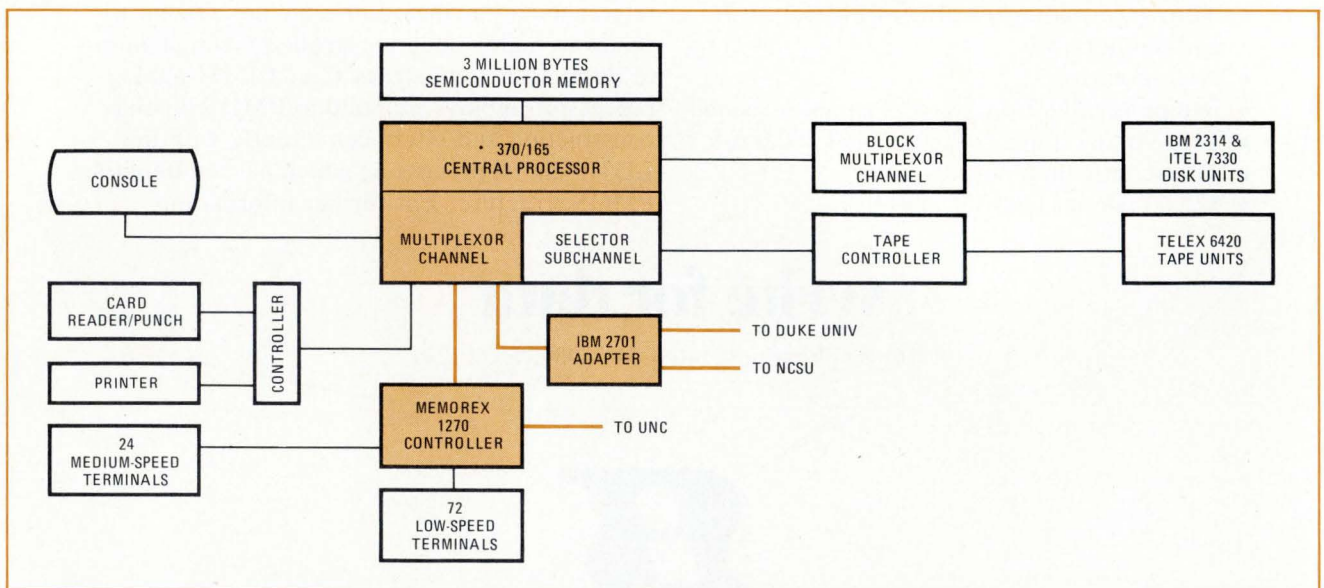 3 MILLION BYTES
SEMICONDUCTOR MEMORY
• 370/165
CENTRAL PROCESSOR
BLOCK
MULTIPLEXOR
CHANNEL
IBM 2314 &
ITEL 7330
DISK UNITS
CONSOLE
MULTIPLEXOR
CHANNEL
SELECTOR
SUBCHANNEL
TAPE
CONTROLLER
TELEX 6420
TAPE UNITS
CARD
READER/PUNCH
CONTROLLER
PRINTER
IBM 2701
ADAPTER
TO DUKE UNIV
TO NCSU
MEMOREX
1270
CONTROLLER
TO UNC
24
MEDIUM-SPEED
TERMINALS
72
LOW-SPEED
TERMINALS